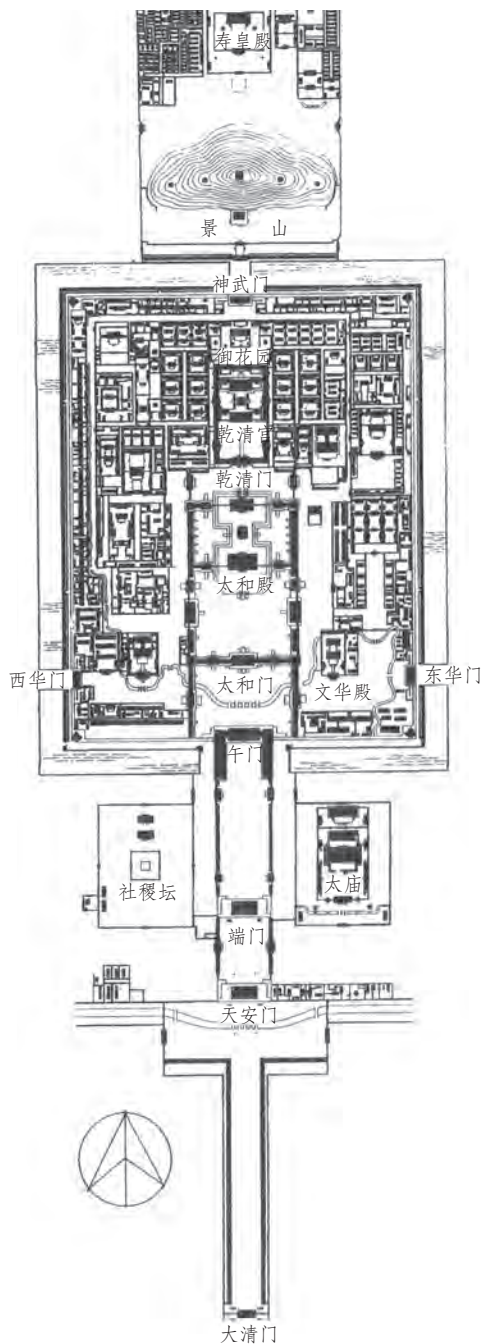 寿皇殿
景 山
神武门
御花园
乾清宫
乾清门
太和殿
西华门
太和门
文华殿
东华门
午门
社稷坛
太庙
端门
天安门
大清门